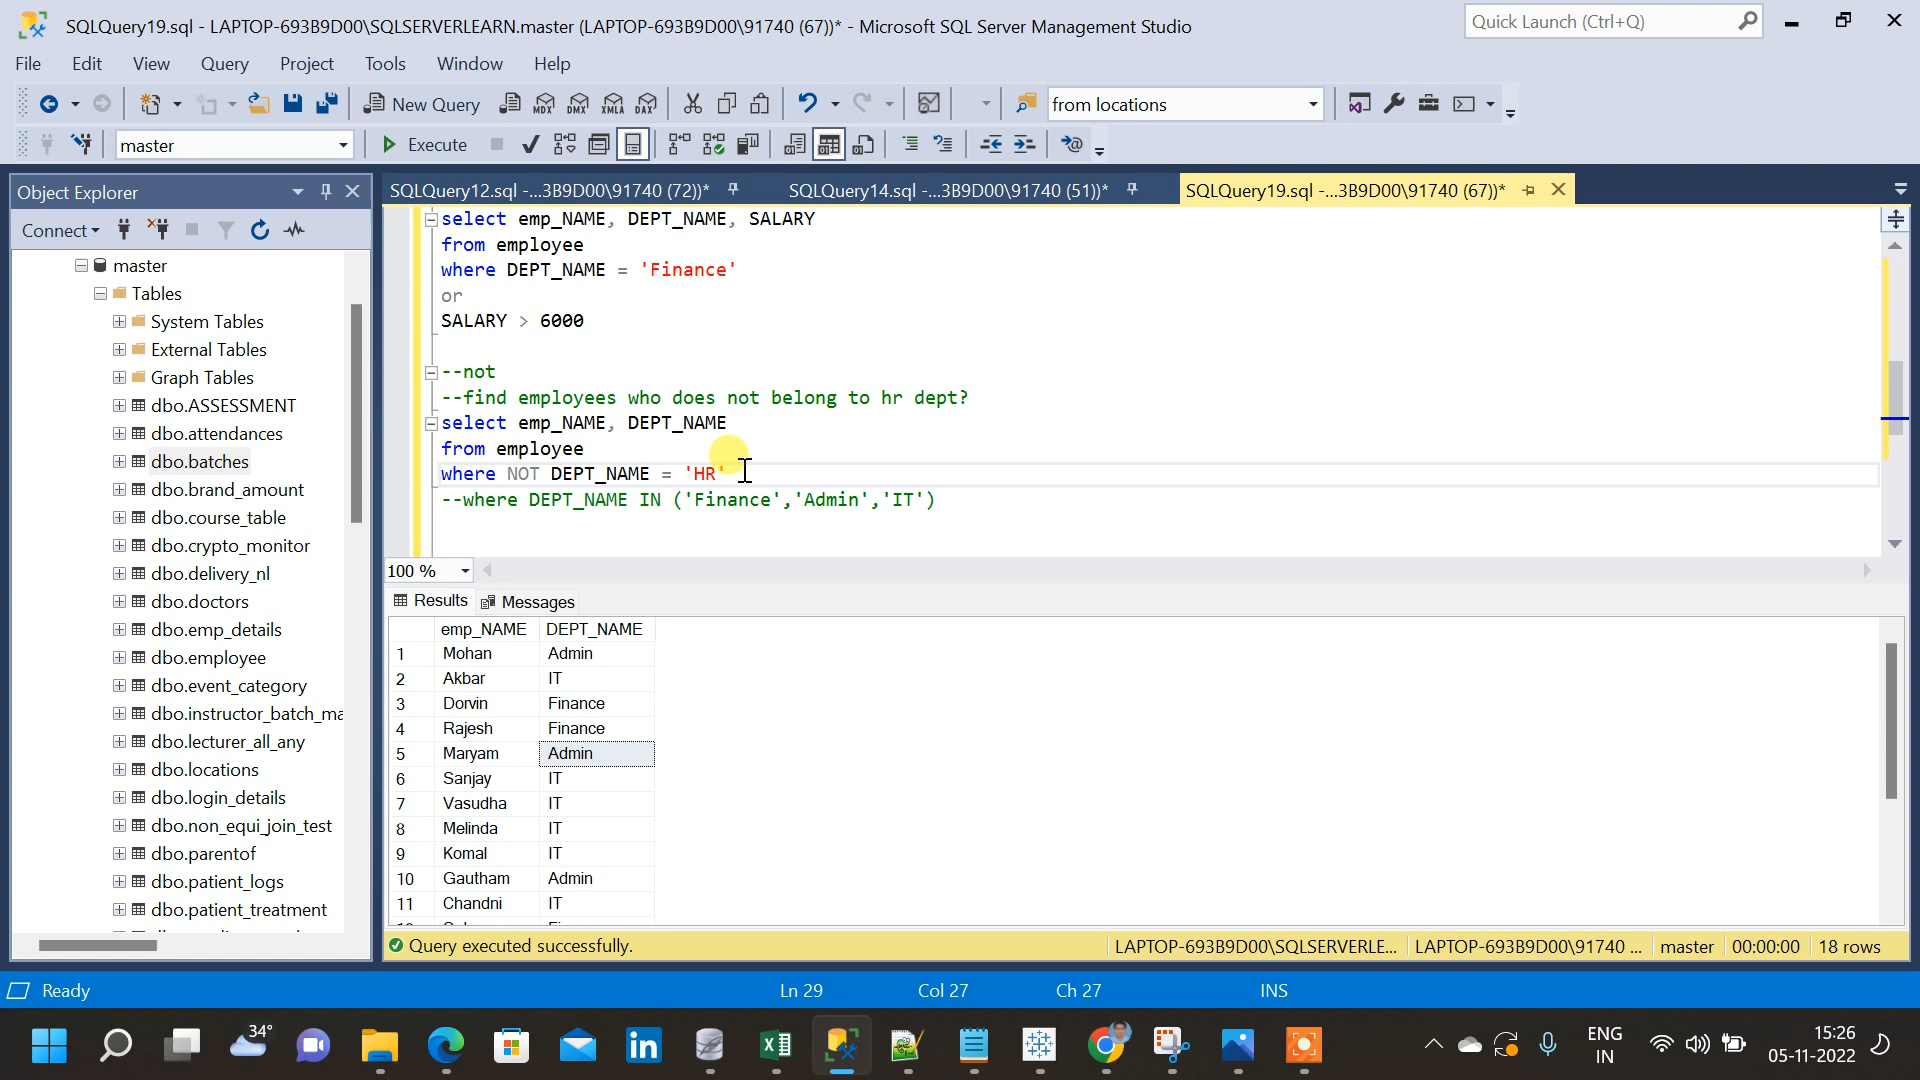 SQLQuery19.sql - LAPTOP-693B9D00\SQLSERVERLEARN.master (LAPTOP-693B9D00\91740 (67))* - Microsoft SQL Server Management Studio
Quick Launch (Ctrl+Q)
File Edit View Query Project Tools Window Help
New Query MDX DMX XMLA DAX from locations
master Execute
Object Explorer
SQLQuery12.sql -...3B9D00\91740 (72))* SQLQuery14.sql -...3B9D00\91740 (51))* SQLQuery19.sql -...3B9D00\91740 (67))*
Connect
master
Tables
System Tables
External Tables
Graph Tables
dbo.ASSESSMENT
dbo.attendances
dbo.batches
dbo.brand_amount
dbo.course_table
dbo.crypto_monitor
dbo.delivery_nl
dbo.doctors
dbo.emp_details
dbo.employee
dbo.event_category
dbo.instructor_batch_ma
dbo.lecturer_all_any
dbo.locations
dbo.login_details
dbo.non_equi_join_test
dbo.parentof
dbo.patient_logs
dbo.patient_treatment
select emp_NAME, DEPT_NAME, SALARY
from employee
where DEPT_NAME = 'Finance'
or
SALARY > 6000
--not
--find employees who does not belong to hr dept?
select emp_NAME, DEPT_NAME
from employee
where NOT DEPT_NAME = 'HR'
--where DEPT_NAME IN ('Finance','Admin','IT')
100 %
Results Messages
emp_NAME DEPT_NAME
1 Mohan Admin
2 Akbar IT
3 Dorvin Finance
4 Rajesh Finance
5 Maryam Admin
6 Sanjay IT
7 Vasudha IT
8 Melinda IT
9 Komal IT
10 Gautham Admin
11 Chandni IT
Query executed successfully. LAPTOP-693B9D00\SQLSERVERLE... LAPTOP-693B9D00\91740 ... master 00:00:00 18 rows
Ready Ln 29 Col 27 Ch 27 INS
34°
ENG
IN
15:26
05-11-2022